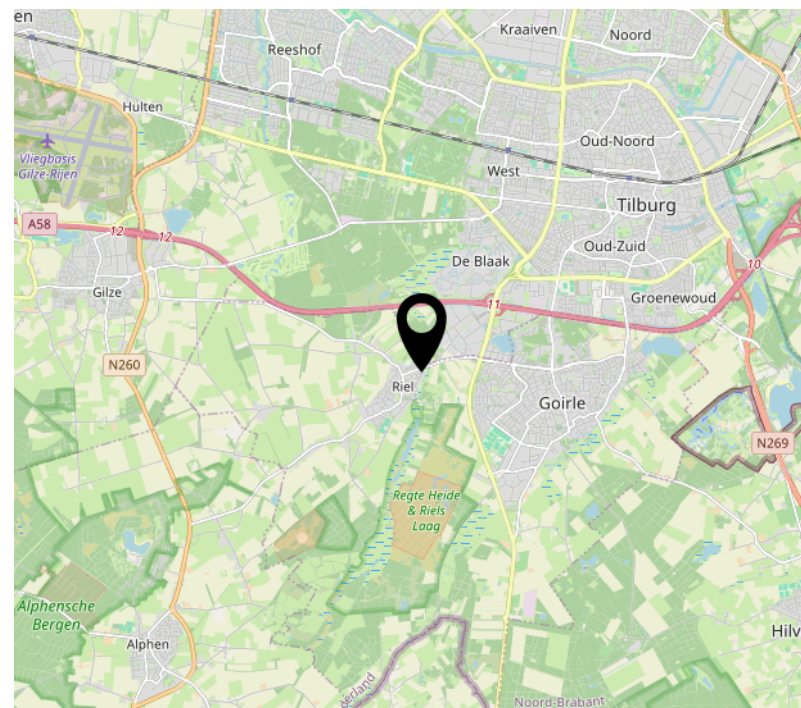 en
Kraaiven
Noord
Reeshof
Hulten
Oud-Noord
Vliegbasis
Gilze-Rijen
West
Tilburg
A58
12
12
Oud-Zuid
De Blaak
10
Gilze
11
Groenewoud
N260
Riel
Goirle
N269
Regte Heide
& Riels
Laag
Alphensche
Bergen
Hilv
Alphen
derland
Noord-Brabant